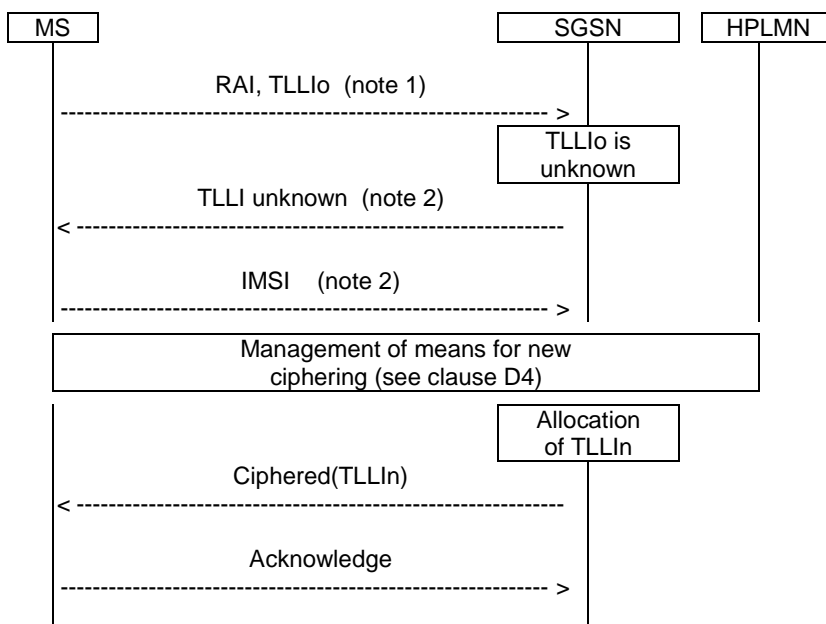 MS SGSN HPLMN
RAI, TLLIo (note 1)
TLLIo is
unknown
TLLI unknown (note 2)
IMSI (note 2)
Management of means for new
ciphering (see clause D4)
Allocation
of TLLIn
Ciphered(TLLIn)
Acknowledge